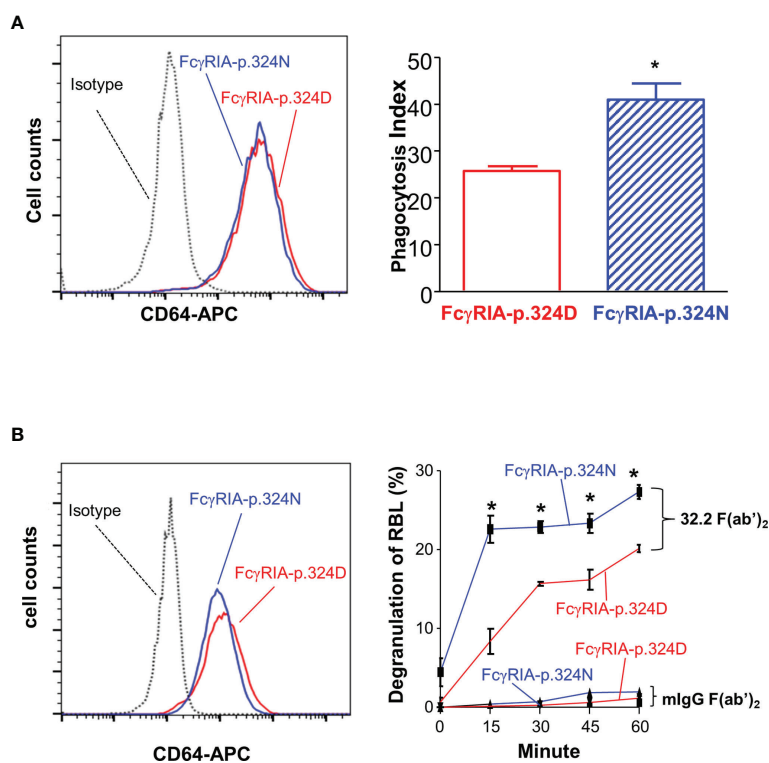 A
Isotype
FcγRIA-p.324N
FcγRIA-p.324D
Cell counts
CD64-APC
50
40
30
20
10
0
Phagocytosis Index
*
FcγRIA-p.324D
FcγRIA-p.324N
B
Isotype
FcγRIA-p.324N
FcγRIA-p.324D
cell counts
CD64-APC
30
20
10
0
Degranulation of RBL (%)
FcγRIA-p.324N
* * * *
32.2 F(ab')2
FcγRIA-p.324D
FcγRIA-p.324N
FcγRIA-p.324D
mIgG F(ab')2
0 15 30 45 60
Minute